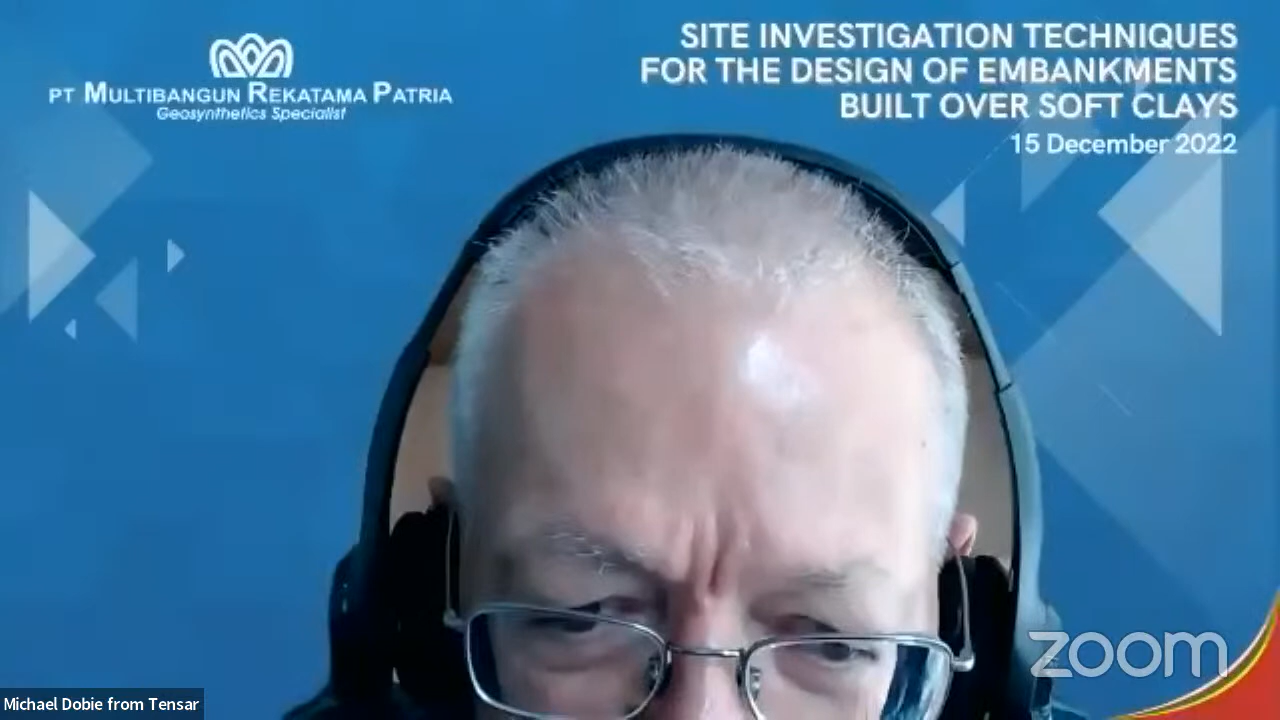 PT MULTIBANGUN REKATAMA PATRIA
Geosynthetics Specialist
SITE INVESTIGATION TECHNIQUES
FOR THE DESIGN OF EMBANKMENTS
BUILT OVER SOFT CLAYS
15 December 2022
zoom
Michael Dobie from Tensar